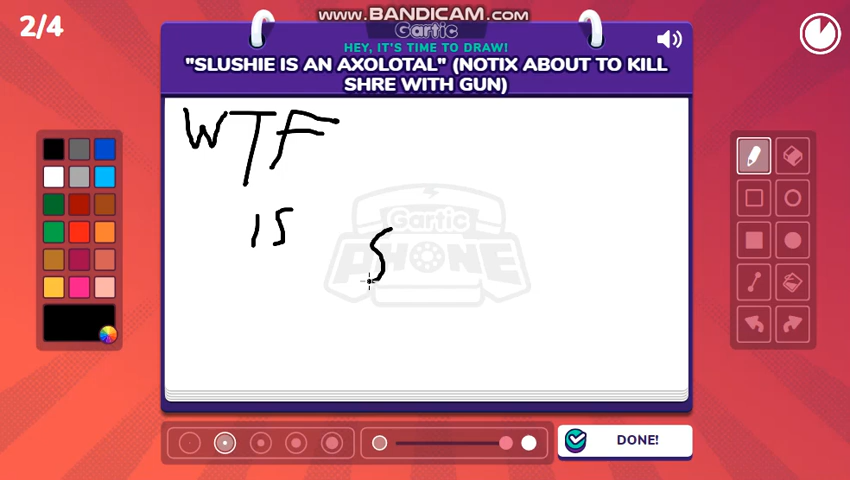 2/4
www.BANDICAM.com
Gartic
HEY, IT'S TIME TO DRAW!
"SLUSHIE IS AN AXOLOTAL" (NOTIX ABOUT TO KILL
SHRE WITH GUN)
WTF
IS
S
Gartic
PHONE
DONE!